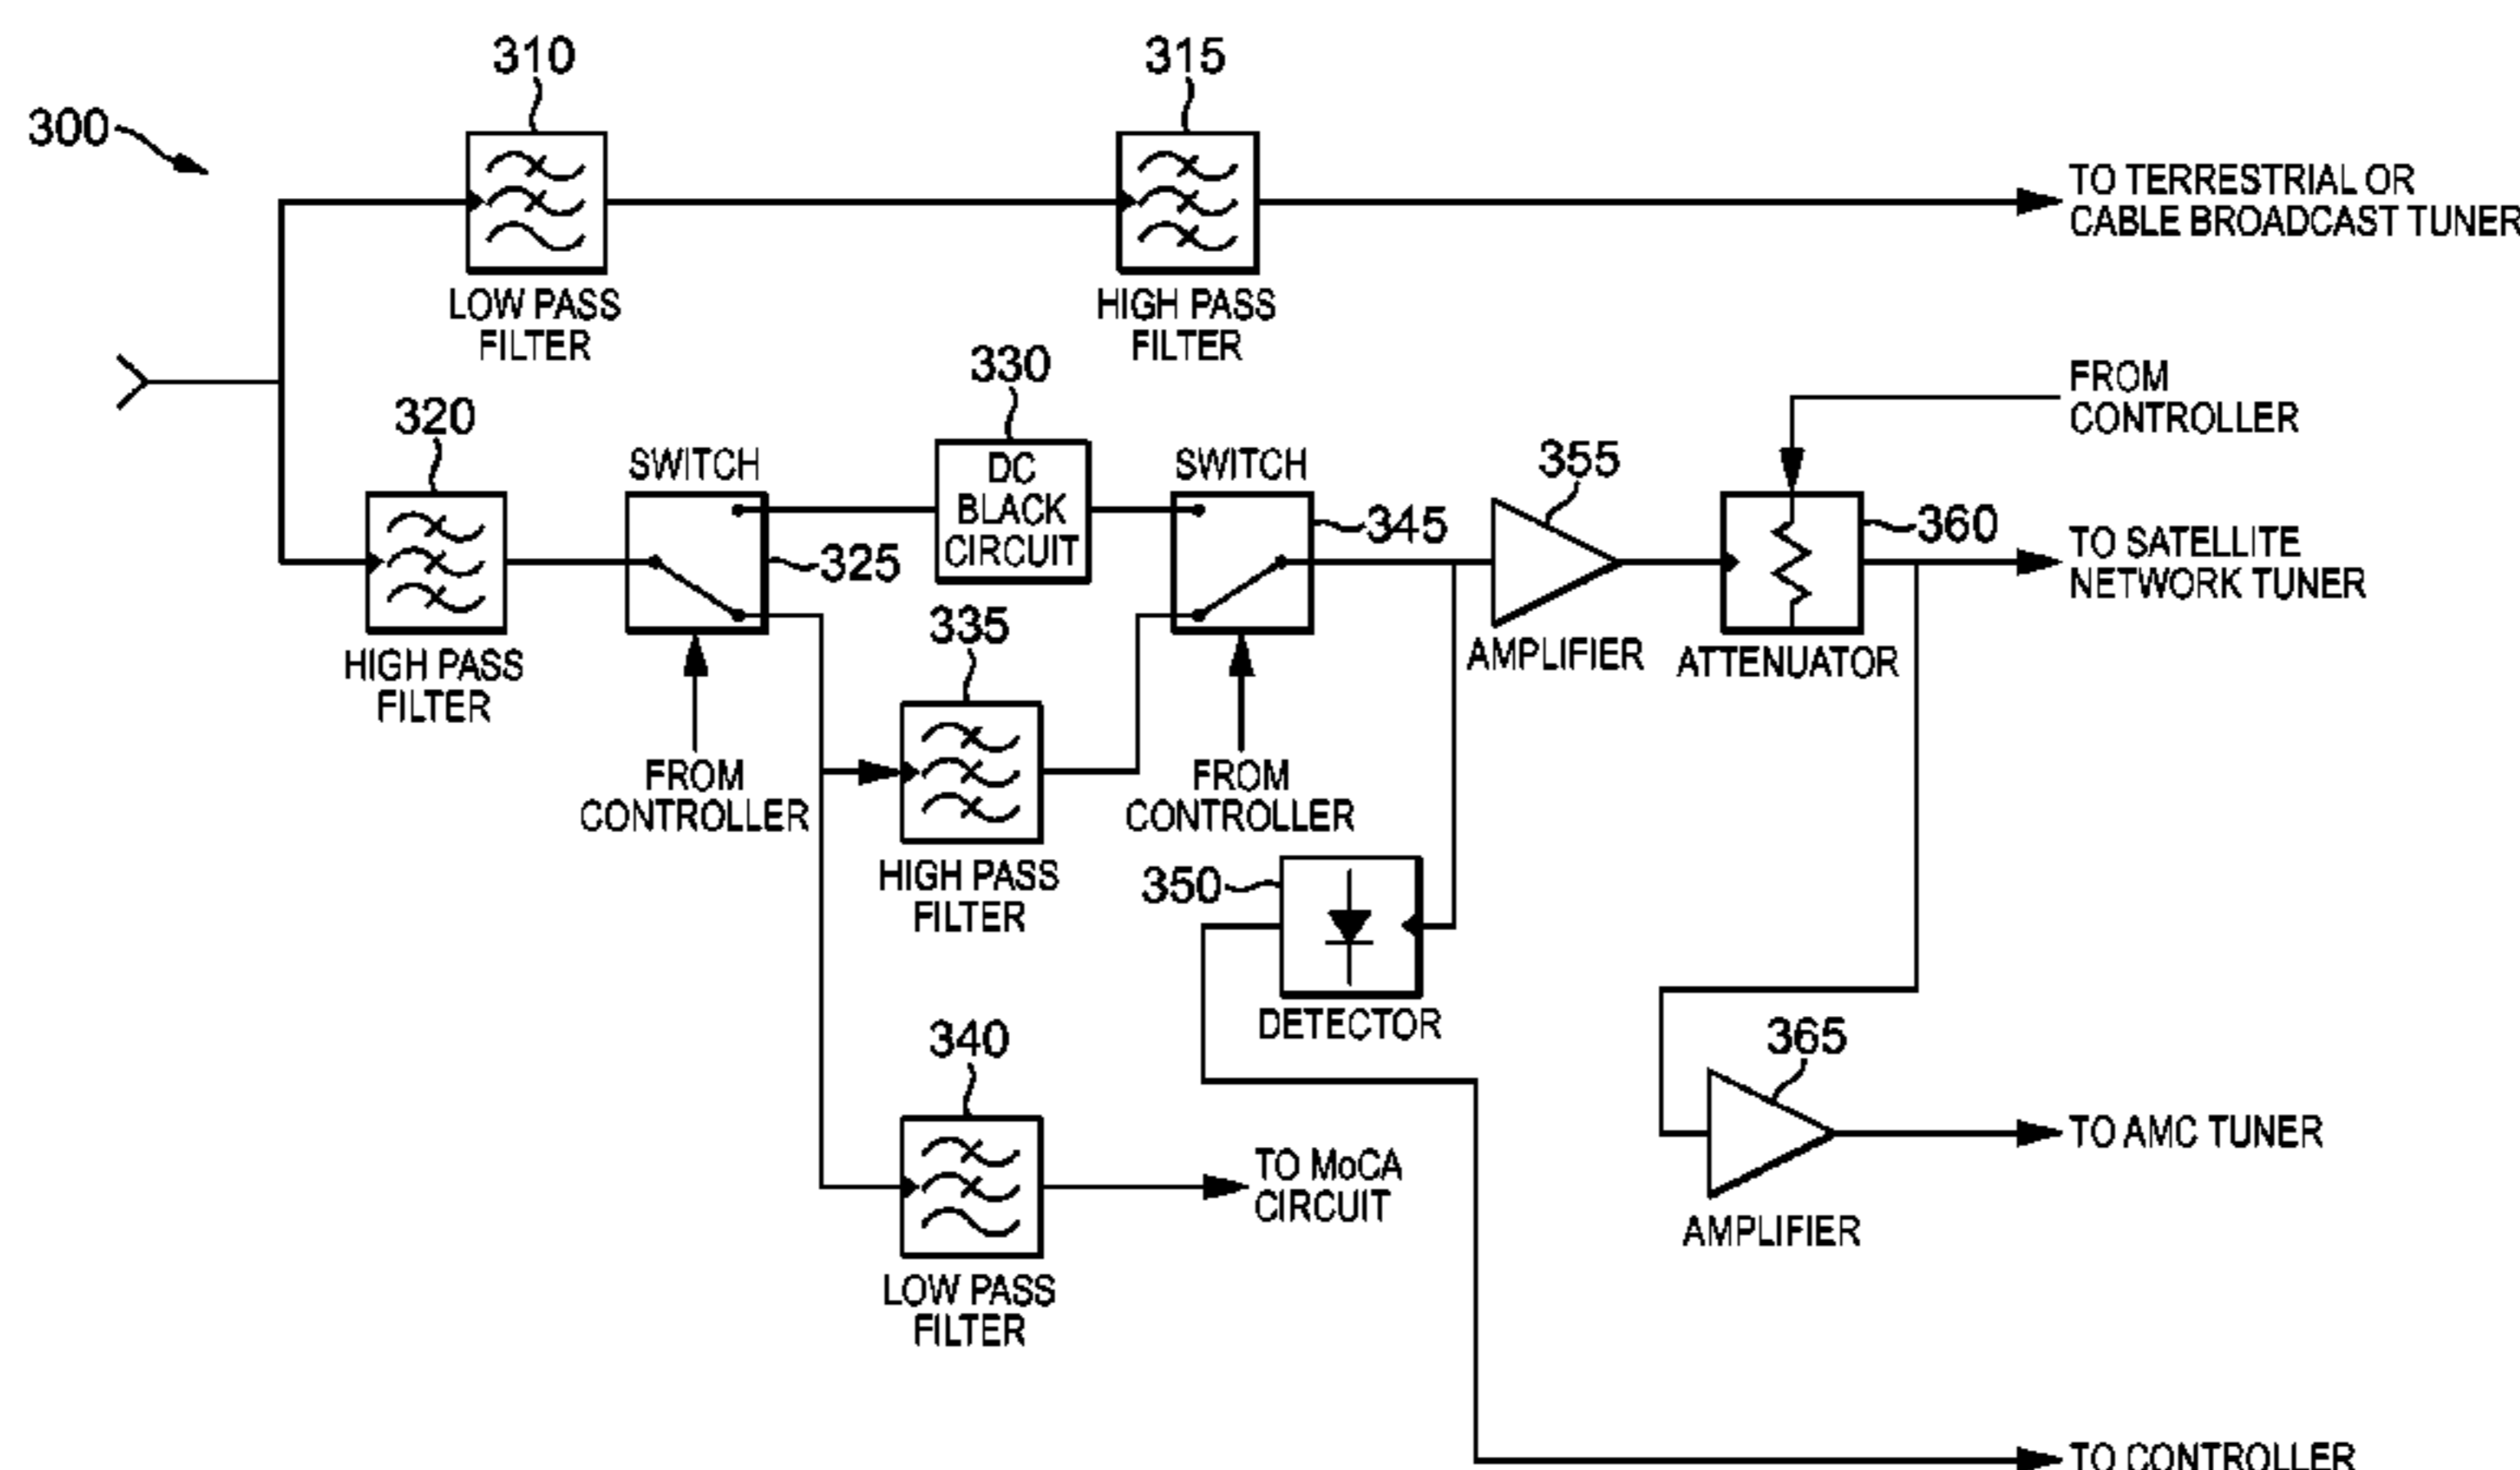 300
310
LOW PASS
FILTER
315
HIGH PASS
FILTER
TO TERRESTRIAL OR
CABLE BROADCAST TUNER
320
HIGH PASS
FILTER
SWITCH
325
FROM
CONTROLLER
330
DC
BLACK
CIRCUIT
335
HIGH PASS
FILTER
SWITCH
345
FROM
CONTROLLER
355
AMPLIFIER
FROM
CONTROLLER
360
ATTENUATOR
TO SATELLITE
NETWORK TUNER
350
DETECTOR
340
LOW PASS
FILTER
TO MoCA
CIRCUIT
365
AMPLIFIER
TO AMC TUNER
TO CONTROLLER